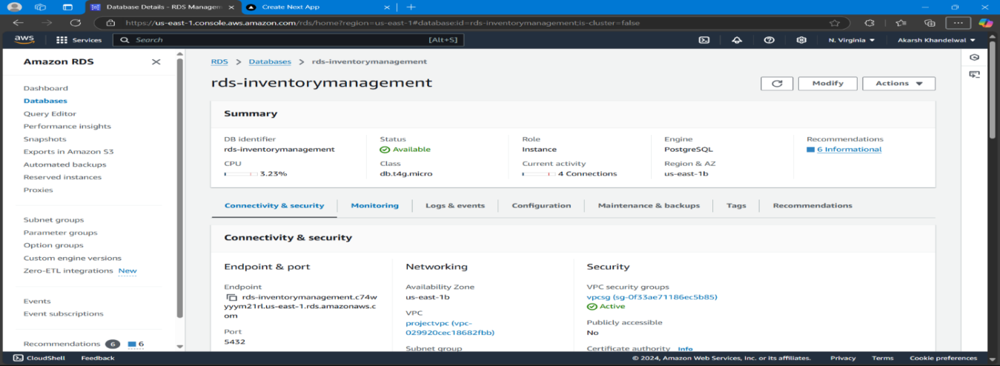 Database Details - RDS Managem
Create Next App
https://us-east-1.console.aws.amazon.com/rds/home?region=us-east-1#database:id=rds-inventorymanagement;is-cluster=false
aws
Services
Search
[Alt+S]
N. Virginia
Akarsh Khandelwal
Amazon RDS
Dashboard
Databases
Query Editor
Performance insights
Snapshots
Exports in Amazon S3
Automated backups
Reserved instances
Proxies
Subnet groups
Parameter groups
Option groups
Custom engine versions
Zero-ETL integrations New
Events
Event subscriptions
Recommendations 6 6
RDS > Databases > rds-inventorymanagement
rds-inventorymanagement
Modify
Actions
Summary
DB identifier
rds-inventorymanagement
Status
Available
Role
Instance
Engine
PostgreSQL
Recommendations
6 Informational
CPU
3.23%
Class
db.t4g.micro
Current activity
4 Connections
Region & AZ
us-east-1b
Connectivity & security
Monitoring
Logs & events
Configuration
Maintenance & backups
Tags
Recommendations
Connectivity & security
Endpoint & port
Endpoint
rds-inventorymanagement.c74w
yyym21rl.us-east-1.rds.amazonaws.c
om
Port
5432
Networking
Availability Zone
us-east-1b
VPC
projectvpc (vpc-
029920cec18682fbb)
Subnet group
Security
VPC security groups
vpcsg (sg-0f33ae71186ec5b85)
Active
Publicly accessible
No
Certificate authority Info
CloudShell
Feedback
© 2024, Amazon Web Services, Inc. or its affiliates.
Privacy
Terms
Cookie preferences